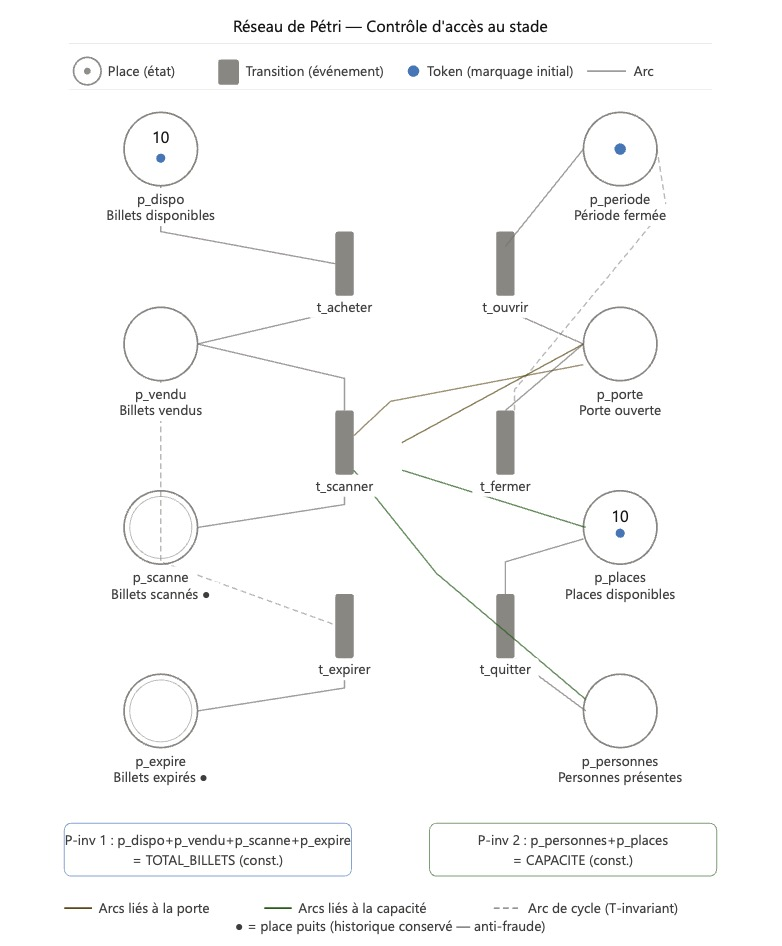 Réseau de Pétri — Contrôle d'accès au stade
Place (état)
Transition (événement)
Token (marquage initial)
Arc
10
p_dispo
Billets disponibles
p_periode
Période fermée
t_acheter
t_ouvrir
p_vendu
Billets vendus
p_porte
Porte ouverte
t_scanner
t_fermer
10
p_scanne
Billets scannés ●
p_places
Places disponibles
t_expirer
t_quitter
p_expire
Billets expirés ●
p_personnes
Personnes présentes
P-inv 1 : p_dispo+p_vendu+p_scanne+p_expire
= TOTAL_BILLETS (const.)
P-inv 2 : p_personnes+p_places
= CAPACITE (const.)
Arcs liés à la porte
Arcs liés à la capacité
Arc de cycle (T-invariant)
● = place puits (historique conservé — anti-fraude)